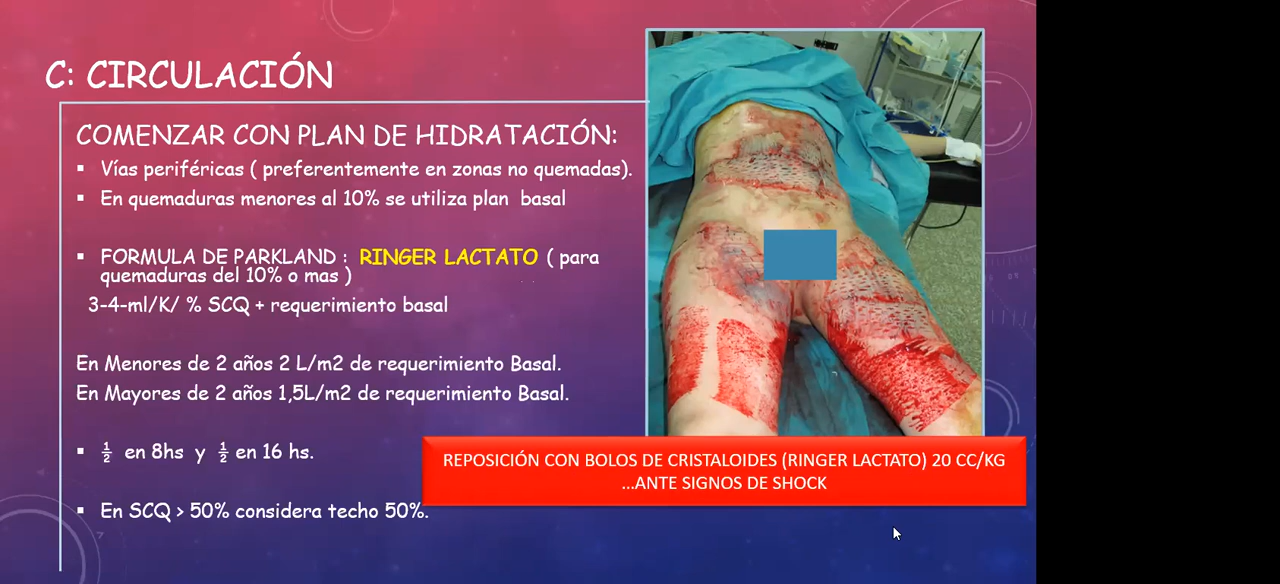 C: CIRCULACIÓN
COMENZAR CON PLAN DE HIDRATACIÓN:
▪ Vías periféricas ( preferentemente en zonas no quemadas).
▪ En quemaduras menores al 10% se utiliza plan basal
▪ FORMULA DE PARKLAND : RINGER LACTATO ( para
quemaduras del 10% o mas )
3-4-ml/K/ % SCQ + requerimiento basal
En Menores de 2 años 2 L/m2 de requerimiento Basal.
En Mayores de 2 años 1,5L/m2 de requerimiento Basal.
▪ ½ en 8hs y ½ en 16 hs.
▪ En SCQ > 50% considera techo 50%.
REPOSICIÓN CON BOLOS DE CRISTALOIDES (RINGER LACTATO) 20 CC/KG
...ANTE SIGNOS DE SHOCK
7